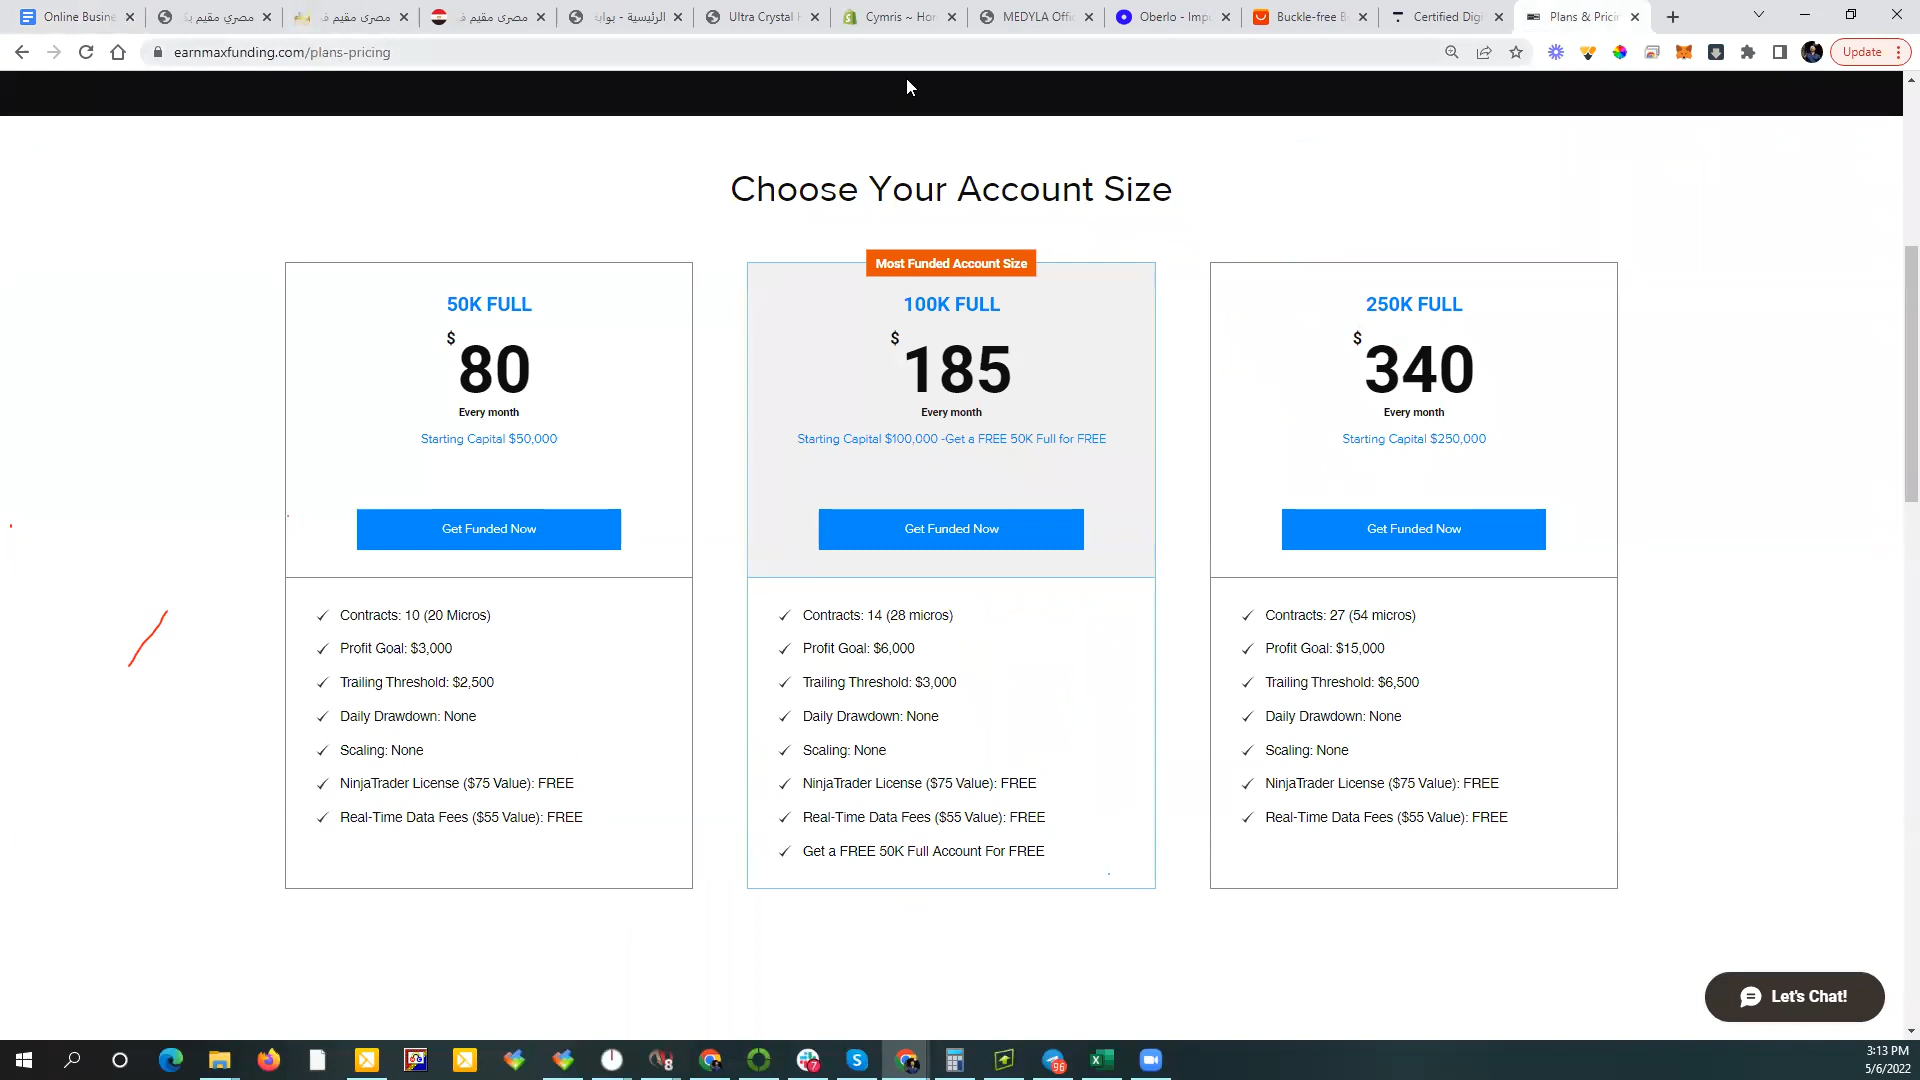 Online Busine
مصري مقيم بك
مصرى مقيم ف
مصرى مقيم ف
الرئيسية - بوابة
Ultra Crystal H
Cymris ~ Hon
MEDYLA Offic
Oberlo - Impo
Buckle-free B
Certified Digi
Plans & Pricin
earnmaxfunding.com/plans-pricing
Update
Choose Your Account Size
50K FULL
$
80
Every month
Starting Capital $50,000
Get Funded Now
Contracts: 10 (20 Micros)
Profit Goal: $3,000
Trailing Threshold: $2,500
Daily Drawdown: None
Scaling: None
NinjaTrader License ($75 Value): FREE
Real-Time Data Fees ($55 Value): FREE
Most Funded Account Size
100K FULL
$
185
Every month
Starting Capital $100,000 -Get a FREE 50K Full for FREE
Get Funded Now
Contracts: 14 (28 micros)
Profit Goal: $6,000
Trailing Threshold: $3,000
Daily Drawdown: None
Scaling: None
NinjaTrader License ($75 Value): FREE
Real-Time Data Fees ($55 Value): FREE
Get a FREE 50K Full Account For FREE
250K FULL
$
340
Every month
Starting Capital $250,000
Get Funded Now
Contracts: 27 (54 micros)
Profit Goal: $15,000
Trailing Threshold: $6,500
Daily Drawdown: None
Scaling: None
NinjaTrader License ($75 Value): FREE
Real-Time Data Fees ($55 Value): FREE
Let's Chat!
96
3:13 PM
5/6/2022